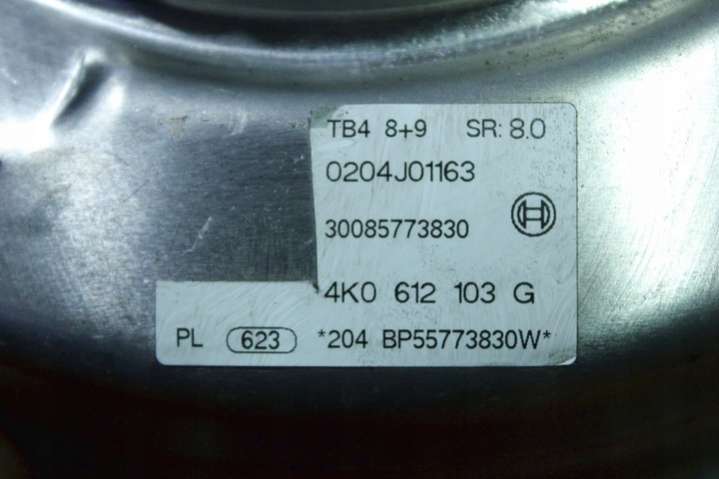 TB4 8+9 SR: 8.0
0204J01163
30085773830
4K0 612 103 G
PL 623 *204 BP55773830W*